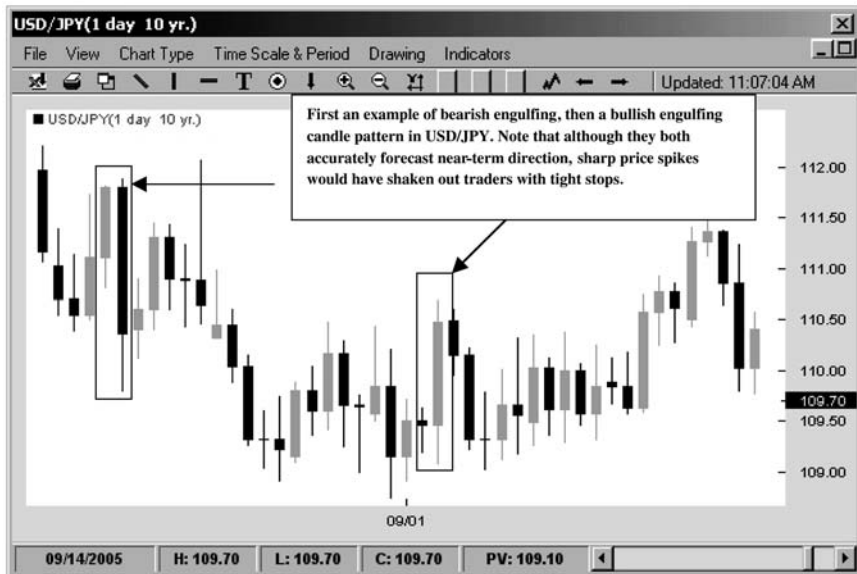 USD/JPY(1 day 10 yr.)
File View Chart Type Time Scale & Period Drawing Indicators
T Updated: 11:07:04 AM
USD/JPY(1 day 10 yr.)
First an example of bearish engulfing, then a bullish engulfing
candle pattern in USD/JPY. Note that although they both
accurately forecast near-term direction, sharp price spikes
would have shaken out traders with tight stops.
112.00
111.50
111.00
110.50
110.00
109.70
109.50
109.00
09/01
09/14/2005 H: 109.70 L: 109.70 C: 109.70 PV: 109.10